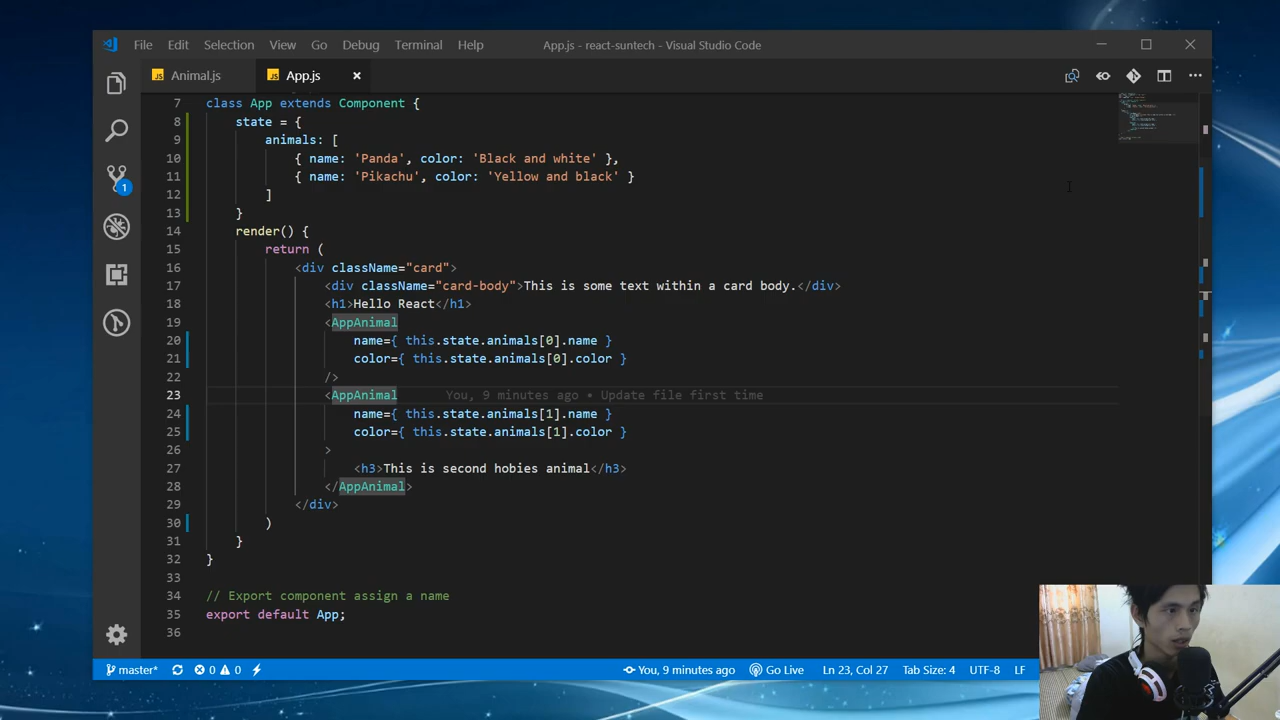 File Edit Selection View Go Debug Terminal Help App.js - react-suntech - Visual Studio Code
JS Animal.js JS App.js
7 class App extends Component {
8 state = {
9 animals: [
10 { name: 'Panda', color: 'Black and white' },
11 { name: 'Pikachu', color: 'Yellow and black' }
12 ]
13 }
14 render() {
15 return (
16 <div className="card">
17 <div className="card-body">This is some text within a card body.</div>
18 <h1>Hello React</h1>
19 <AppAnimal
20 name={ this.state.animals[0].name }
21 color={ this.state.animals[0].color }
22 />
23 <AppAnimal You, 9 minutes ago • Update file first time
24 name={ this.state.animals[1].name }
25 color={ this.state.animals[1].color }
26 >
27 <h3>This is second hobies animal</h3>
28 </AppAnimal>
29 </div>
30 )
31 }
32 }
33
34 // Export component assign a name
35 export default App;
36
1
master* 0 0 You, 9 minutes ago Go Live Ln 23, Col 27 Tab Size: 4 UTF-8 LF